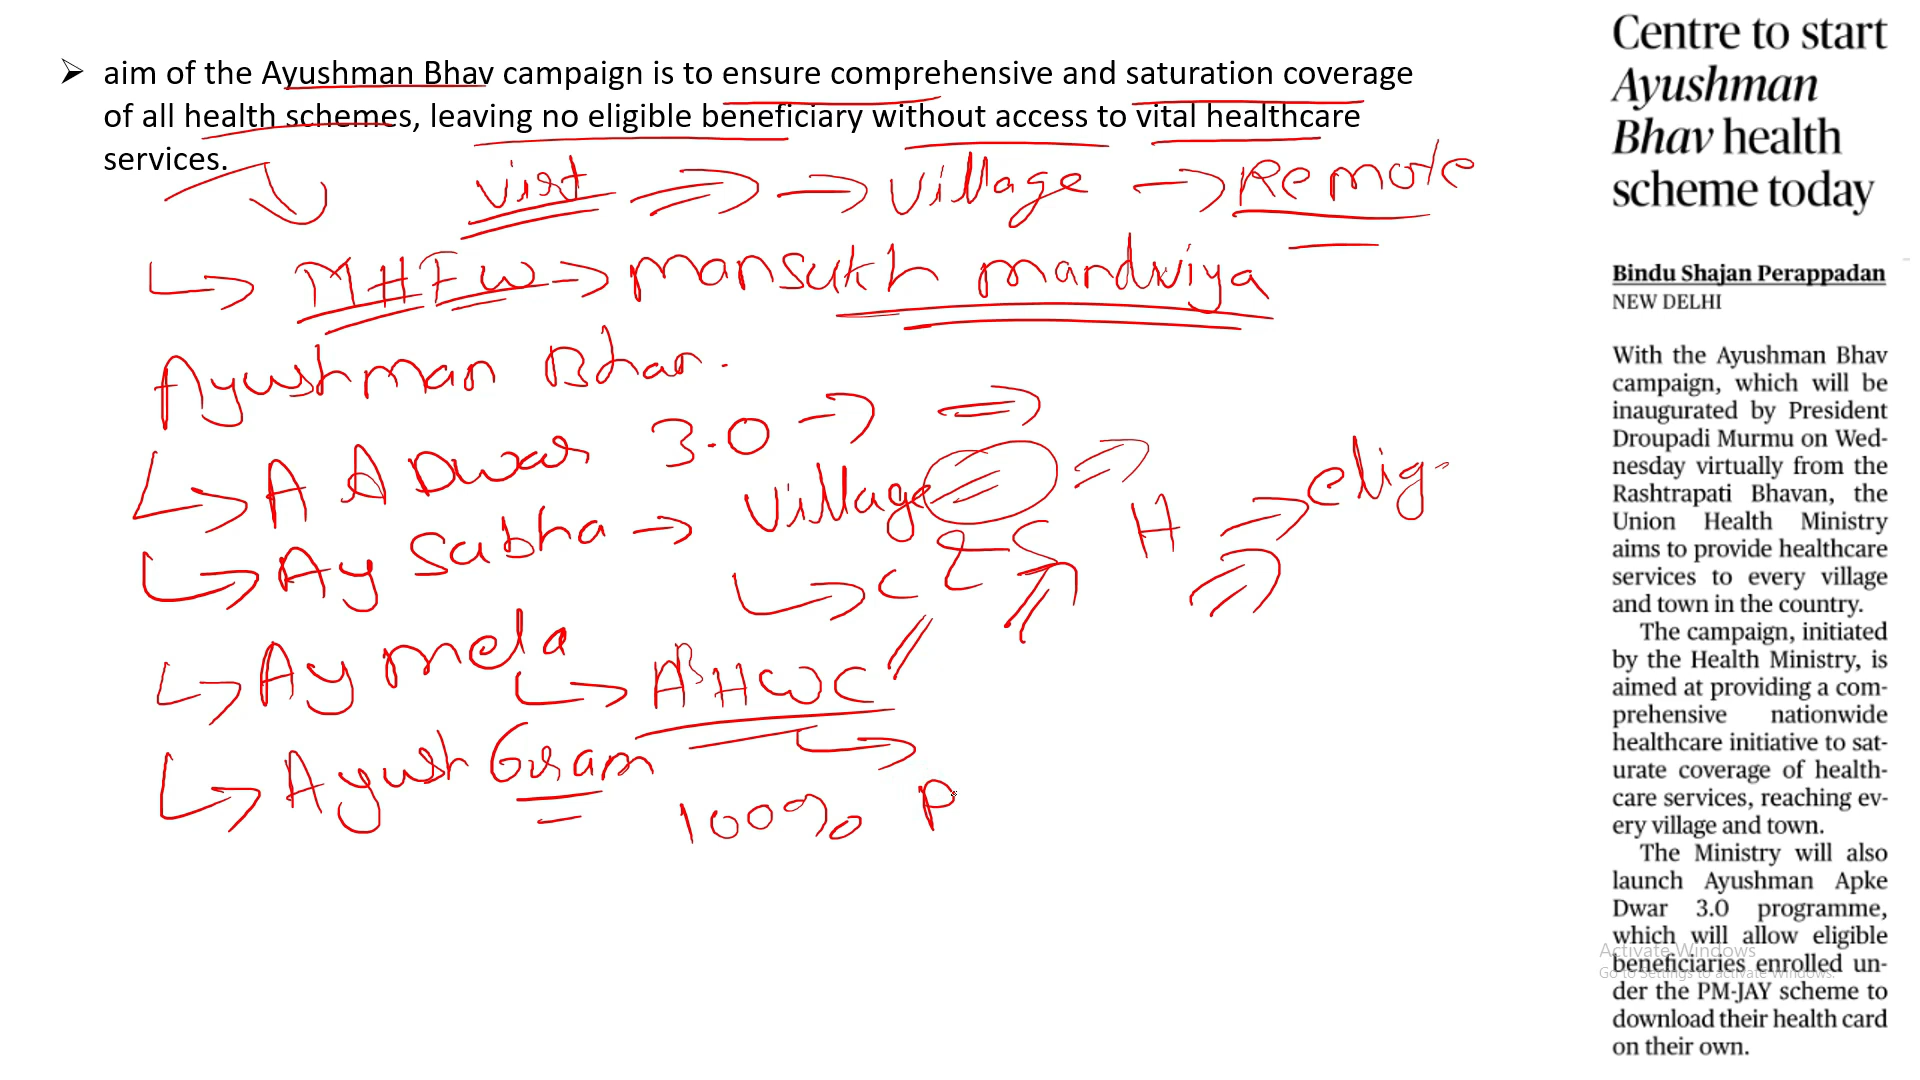 ➤ aim of the Ayushman Bhav campaign is to ensure comprehensive and saturation coverage
of all health schemes, leaving no eligible beneficiary without access to vital healthcare
services.
virt → village → Remote
MHFW → mansukh mandviya
Ayushman Bhav.
A A Dwar 3.0 →
Ay Sabha → village
H → elig-
Ay mela
ABHWC
Ayush Gram
100% P
Centre to start
Ayushman
Bhav health
scheme today
Bindu Shajan Perappadan
NEW DELHI
With the Ayushman Bhav
campaign, which will be
inaugurated by President
Droupadi Murmu on Wed-
nesday virtually from the
Rashtrapati Bhavan, the
Union Health Ministry
aims to provide healthcare
services to every village
and town in the country.
The campaign, initiated
by the Health Ministry, is
aimed at providing a com-
prehensive nationwide
healthcare initiative to sat-
urate coverage of health-
care services, reaching ev-
ery village and town.
The Ministry will also
launch Ayushman Apke
Dwar 3.0 programme,
which will allow eligible
beneficiaries enrolled un-
der the PM-JAY scheme to
download their health card
on their own.
Activate Windows
Go to Settings to activate Windows.